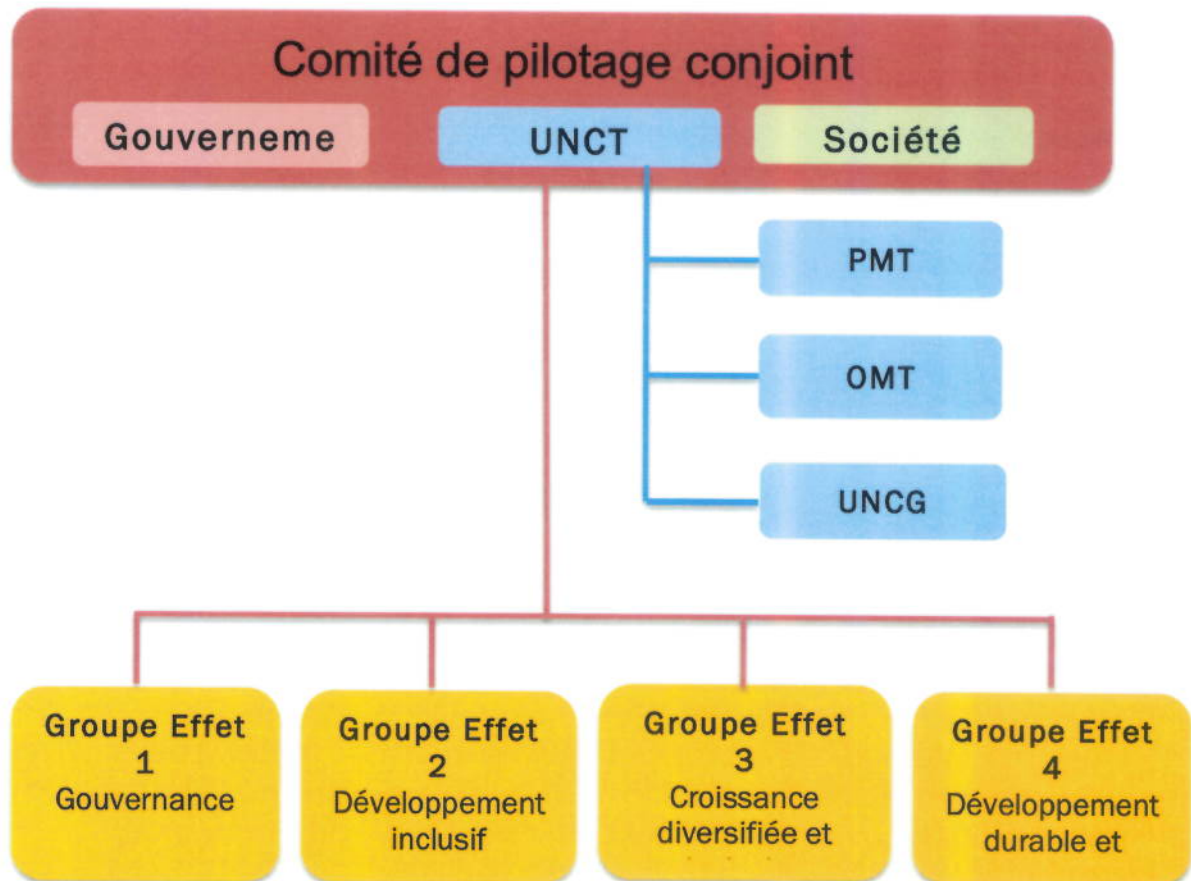 Comité de pilotage conjoint
Gouverneme
UNCT
Société
PMT
OMT
UNCG
Groupe Effet
1
Gouvernance
Groupe Effet
2
Développement
inclusif
Groupe Effet
3
Croissance
diversifiée et
Groupe Effet
4
Développement
durable et